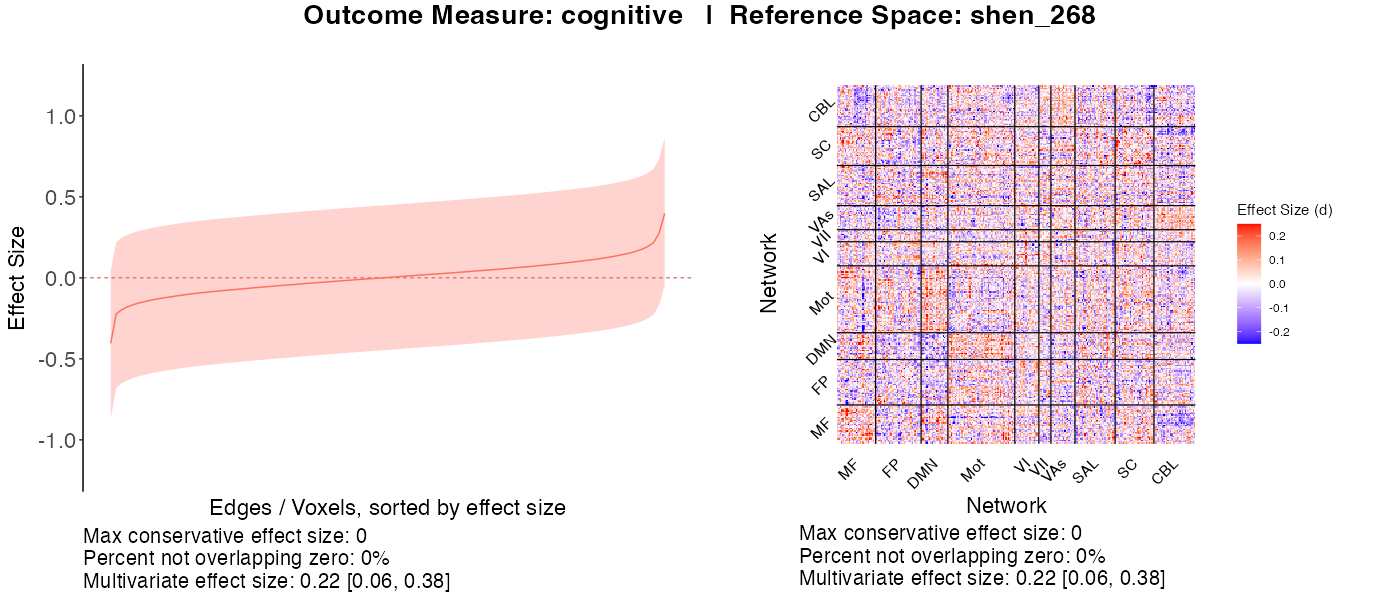 Outcome Measure: cognitive | Reference Space: shen_268
Effect Size
1.0
0.5
0.0
-0.5
-1.0
Edges / Voxels, sorted by effect size
Max conservative effect size: 0
Percent not overlapping zero: 0%
Multivariate effect size: 0.22 [0.06, 0.38]
Network
CBL
SC
SAL
VAs
VII
VI
Mot
DMN
FP
MF
MF
FP
DMN
Mot
VI
VII
VAs
SAL
SC
CBL
Network
Max conservative effect size: 0
Percent not overlapping zero: 0%
Multivariate effect size: 0.22 [0.06, 0.38]
Effect Size (d)
0.2
0.1
0.0
-0.1
-0.2